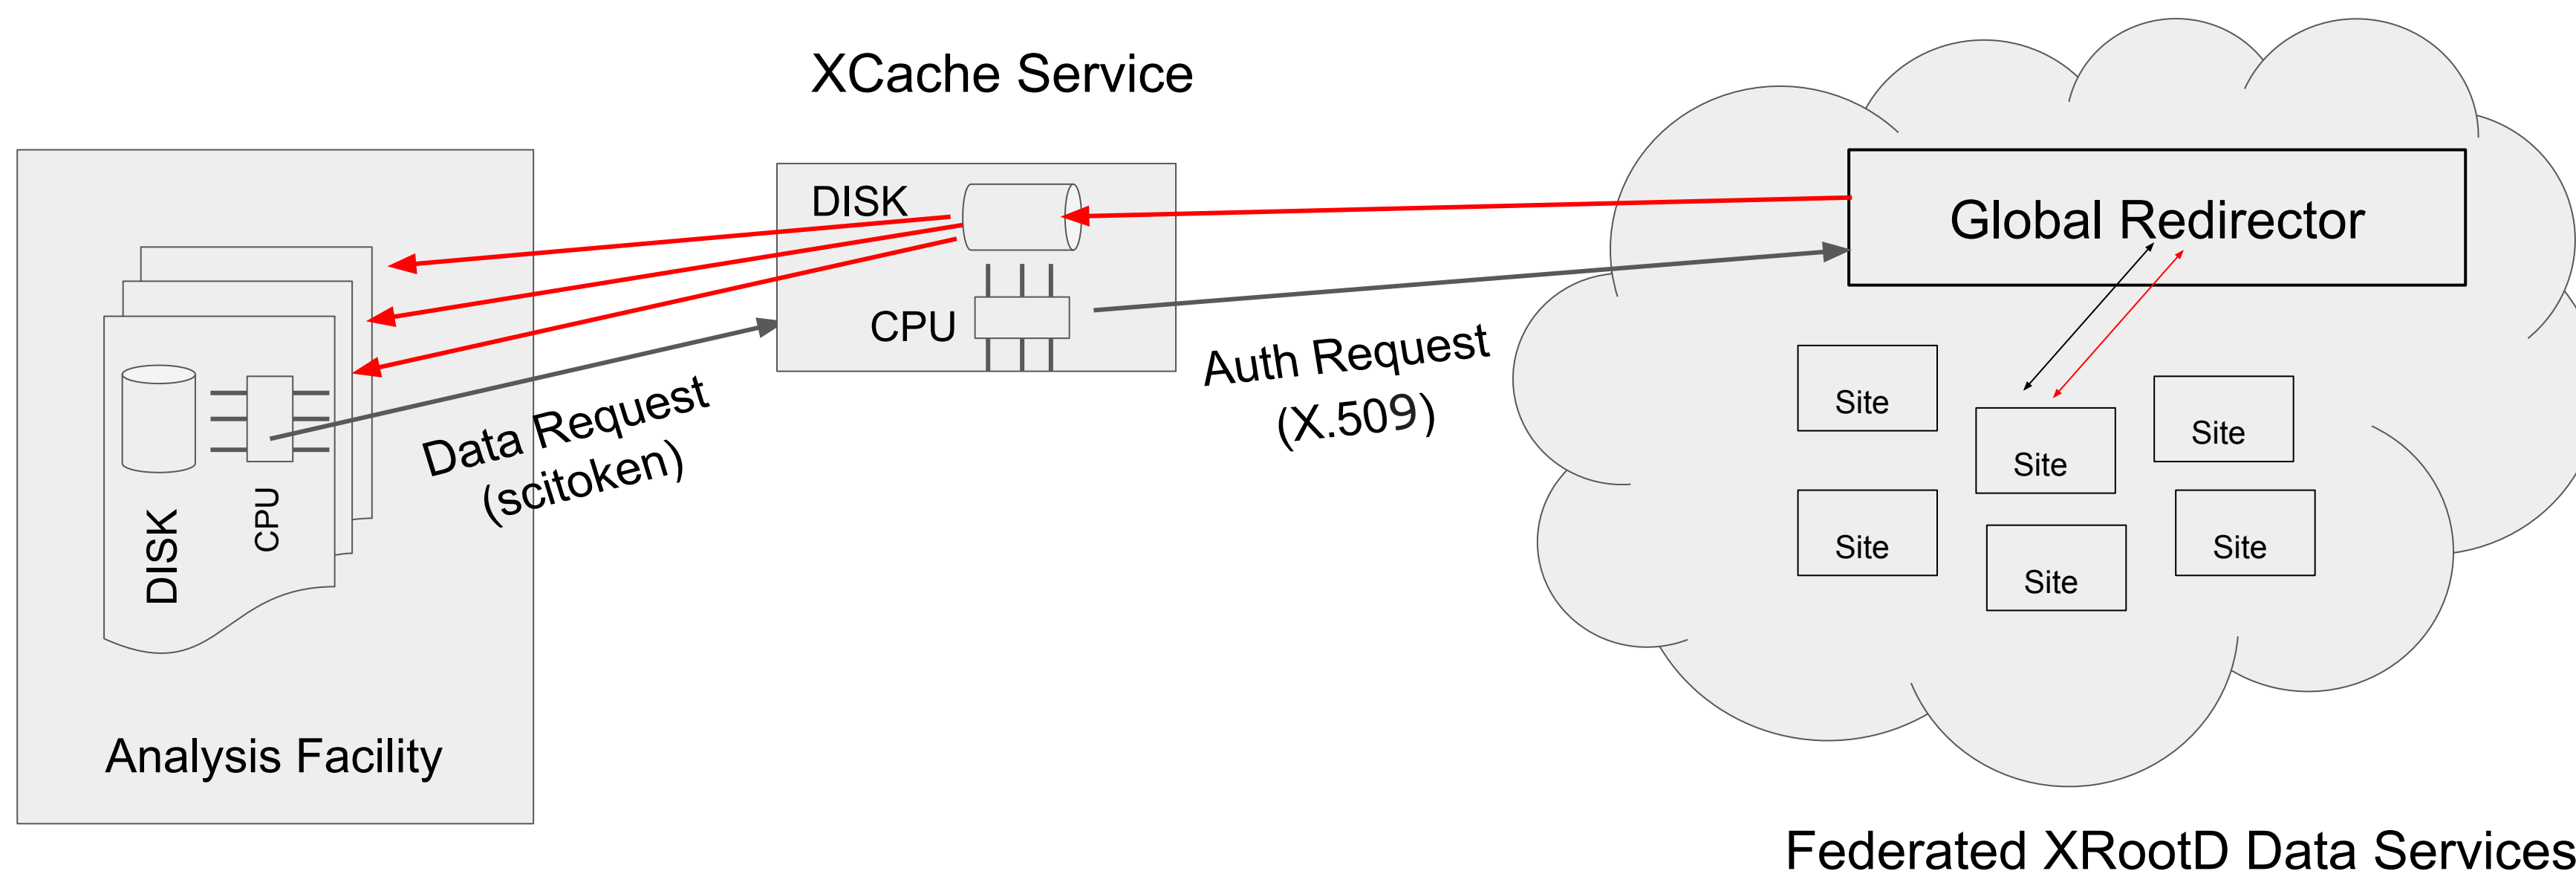 XCache Service
DISK
CPU
Global Redirector
Auth Request
(X.509)
Data Request
(scitoken)
DISK
CPU
Analysis Facility
Site
Site
Site
Site
Site
Site
Federated XRootD Data Services